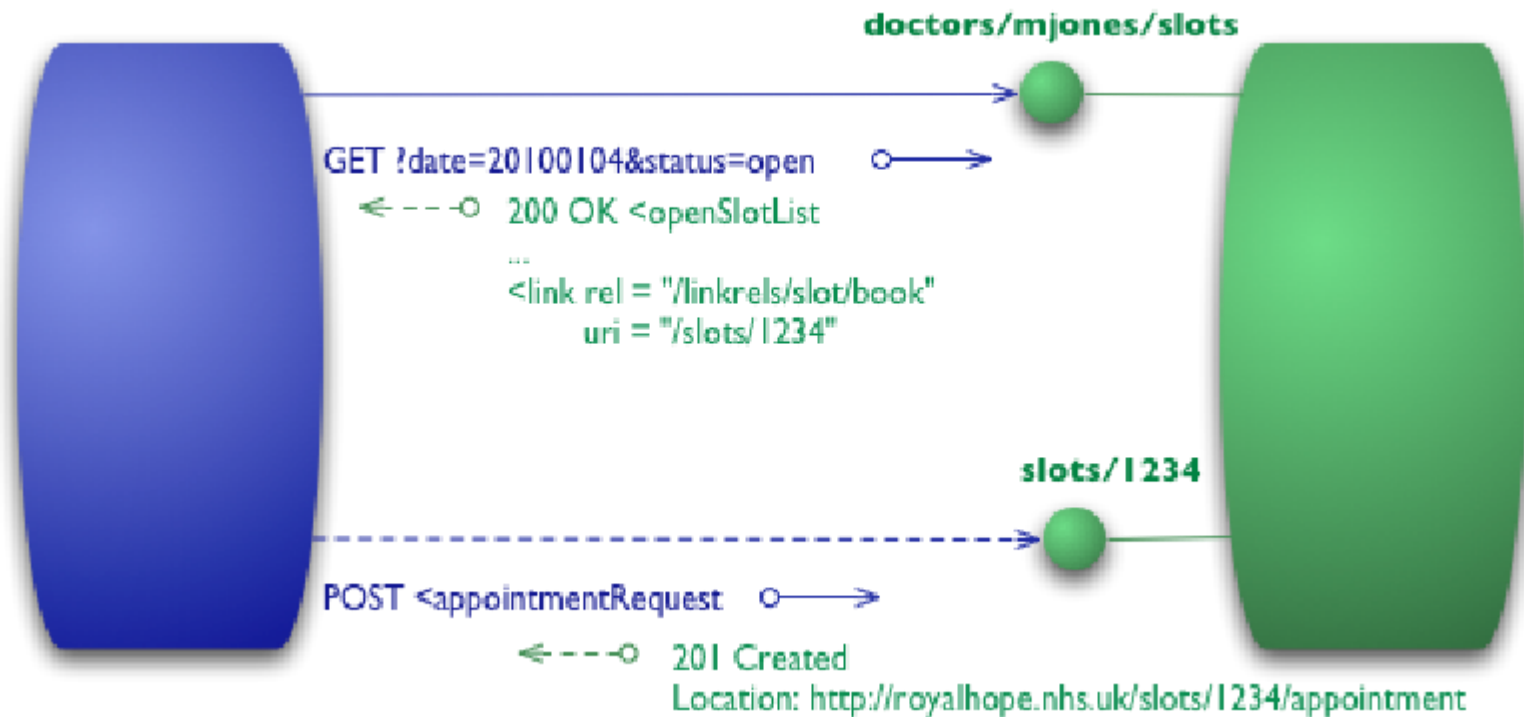 doctors/mjones/slots
GET ?date=20100104&status=open
200 OK <openSlotList
...
<link rel = "/linkrels/slot/book"
uri = "/slots/1234"
slots/1234
POST <appointmentRequest
201 Created
Location: http://royalhope.nhs.uk/slots/1234/appointment